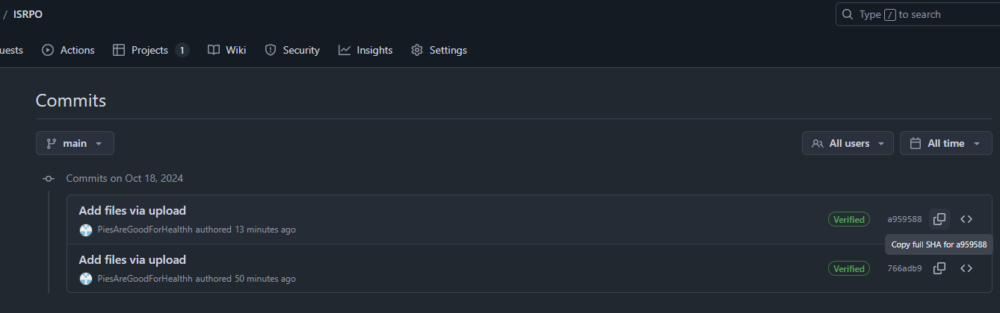 / ISRPO
Type / to search
uests Actions Projects 1 Wiki Security Insights Settings
Commits
main All users All time
Commits on Oct 18, 2024
Add files via upload
PiesAreGoodForHealthh authored 13 minutes ago Verified a959588
Copy full SHA for a959588
Add files via upload
PiesAreGoodForHealthh authored 50 minutes ago Verified 766adb9